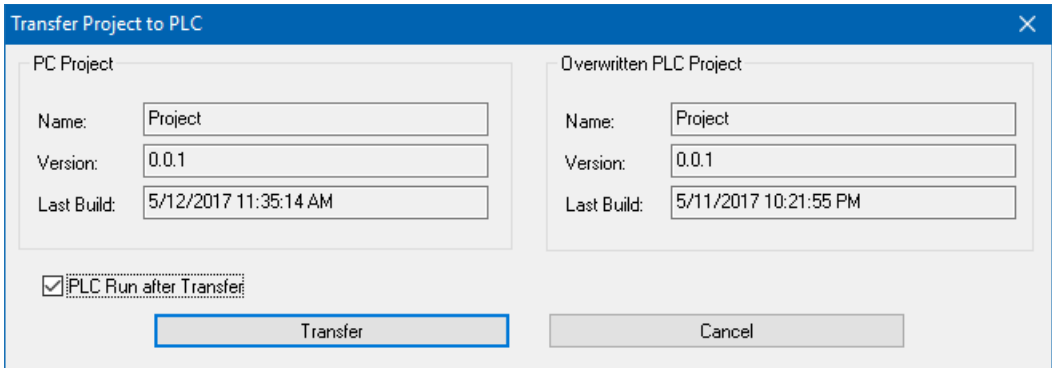 Transfer Project to PLC
PC Project
Name: Project
Version: 0.0.1
Last Build: 5/12/2017 11:35:14 AM
Overwritten PLC Project
Name: Project
Version: 0.0.1
Last Build: 5/11/2017 10:21:55 PM
PLC Run after Transfer
Transfer
Cancel